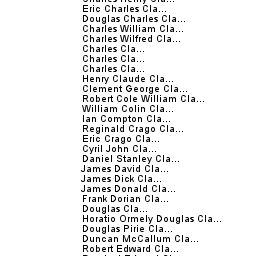 Charles Henry Cla...
Eric Charles Cla...
Douglas Charles Cla...
Charles William Cla...
Charles Wilfred Cla...
Charles Cla...
Charles Cla...
Charles Cla...
Henry Claude Cla...
Clement George Cla...
Robert Cole William Cla...
William Colin Cla...
Ian Compton Cla...
Reginald Crago Cla...
Eric Crago Cla...
Cyril John Cla...
Daniel Stanley Cla...
James David Cla...
James Dick Cla...
James Donald Cla...
Frank Dorian Cla...
Douglas Cla...
Horatio Ormely Douglas Cla...
Douglas Pirie Cla...
Duncan McCallum Cla...
Robert Edward Cla...